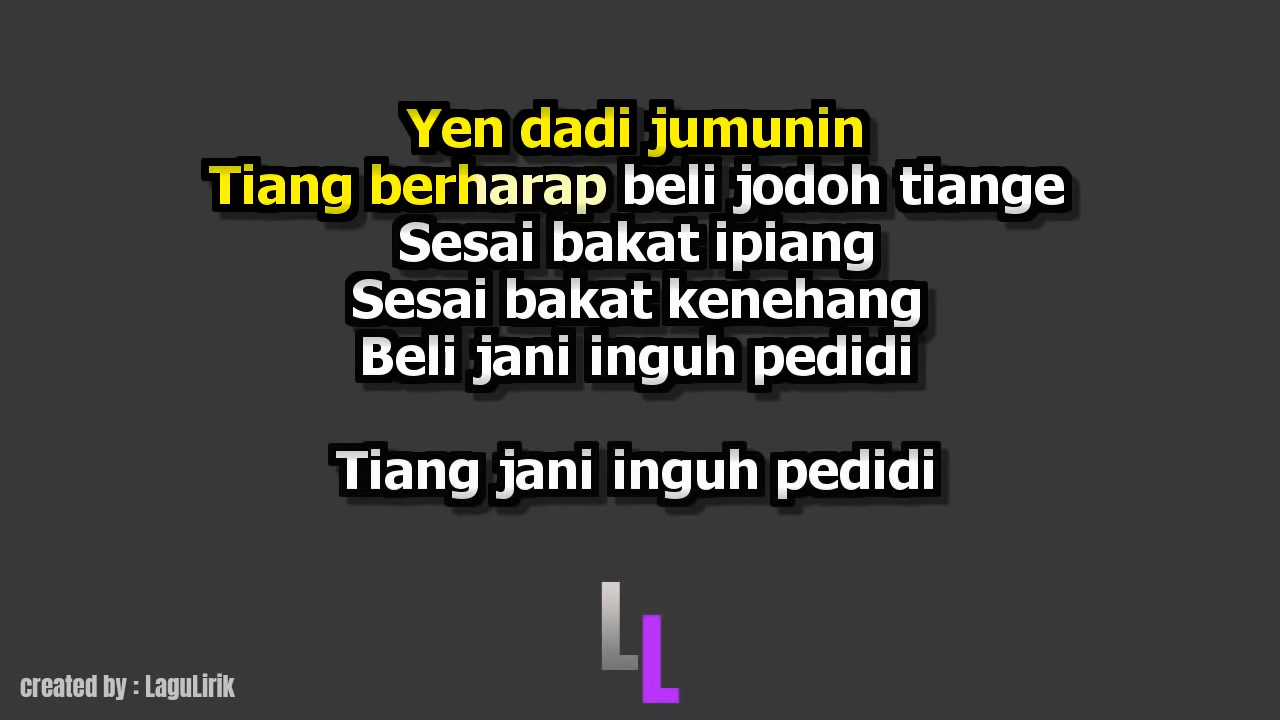 Yen dadi jumunin
Tiang berharap beli jodoh tiange
Sesai bakat ipiang
Sesai bakat kenehang
Beli jani inguh pedidi
Tiang jani inguh pedidi
LL
created by : LaguLirik